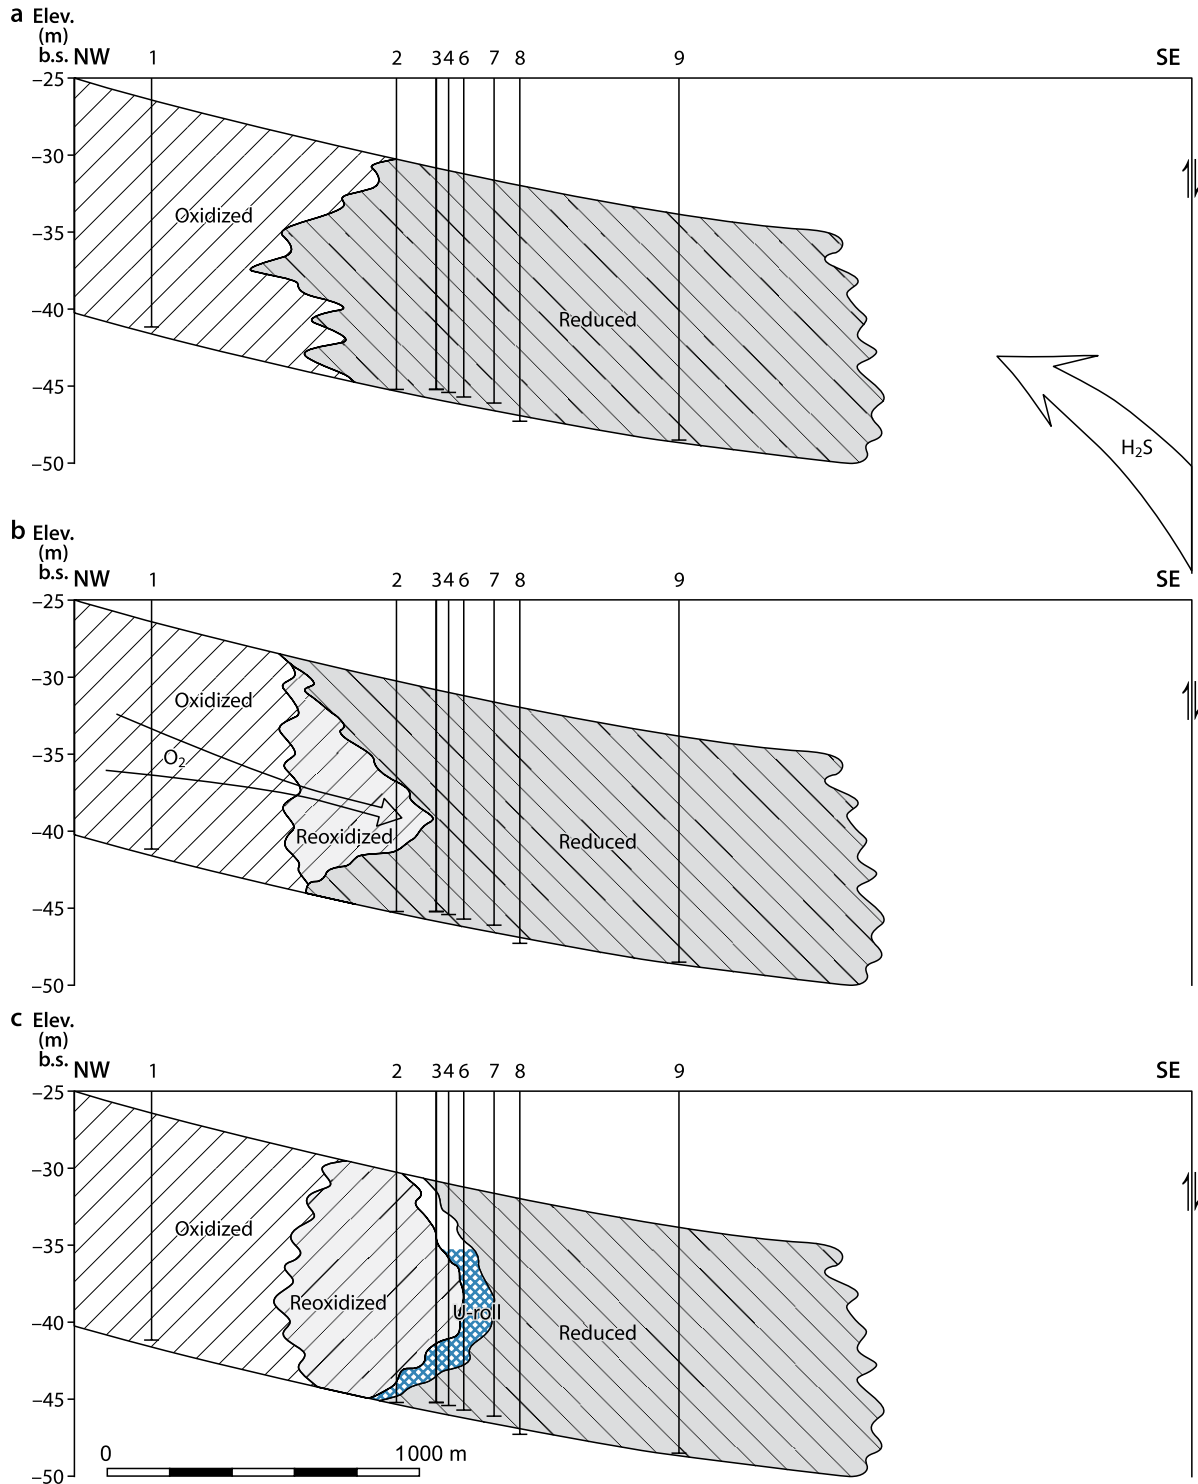 a Elev.
(m)
b.s. NW 1 2 3 4 6 7 8 9 SE
–25
–30
Oxidized
–35
Reduced
–40
–45
H₂S
–50
b Elev.
(m)
b.s. NW 1 2 3 4 6 7 8 9 SE
–25
–30
Oxidized
–35
O₂
–40
Reoxidized Reduced
–45
–50
c Elev.
(m)
b.s. NW 1 2 3 4 6 7 8 9 SE
–25
–30
Oxidized
–35
Reoxidized U-roll
–40
Reduced
–45
0 1000 m
–50